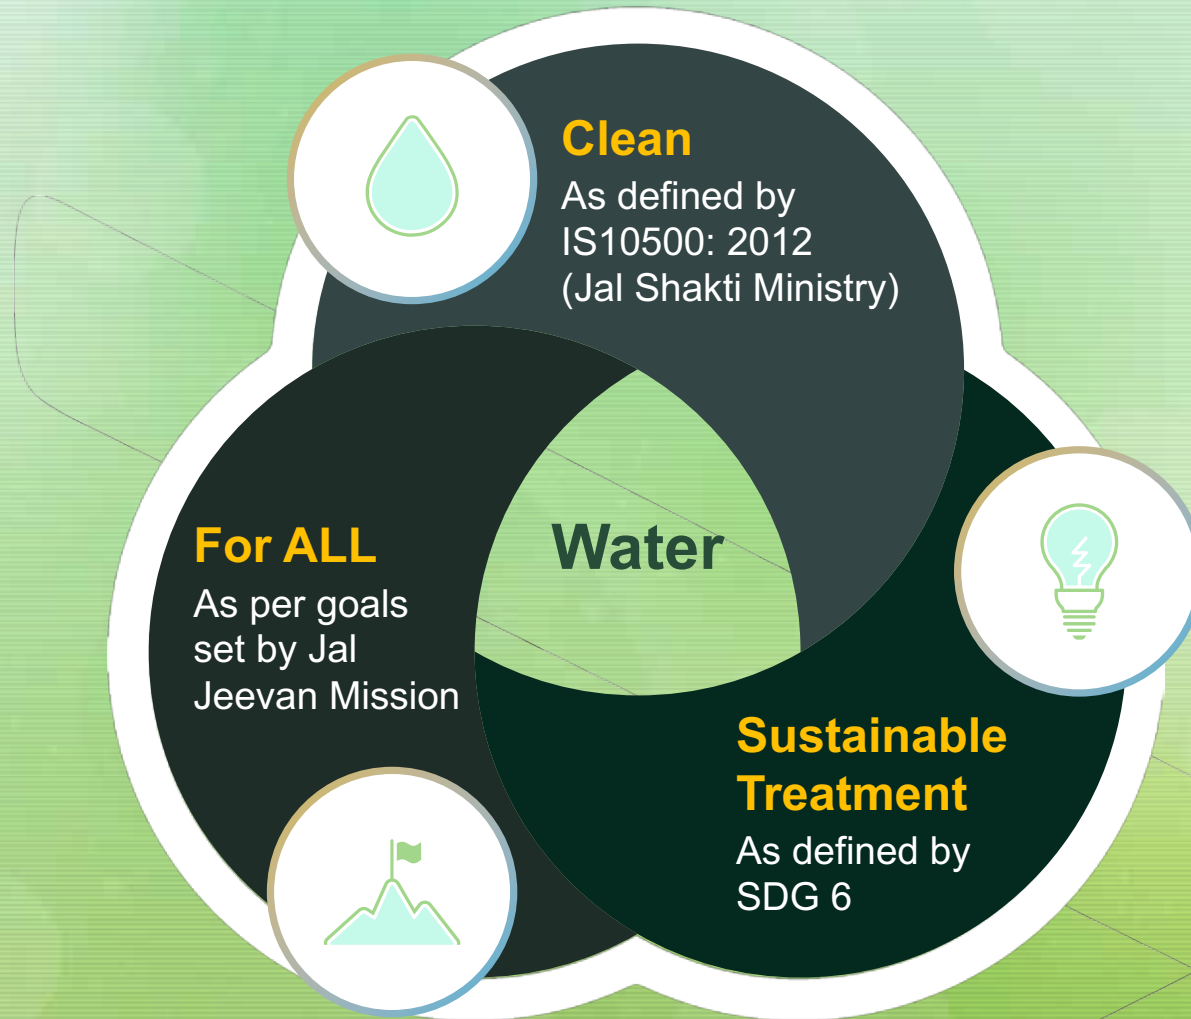 Clean
As defined by
IS10500: 2012
(Jal Shakti Ministry)
For ALL
As per goals
set by Jal
Jeevan Mission
Water
Sustainable
Treatment
As defined by
SDG 6